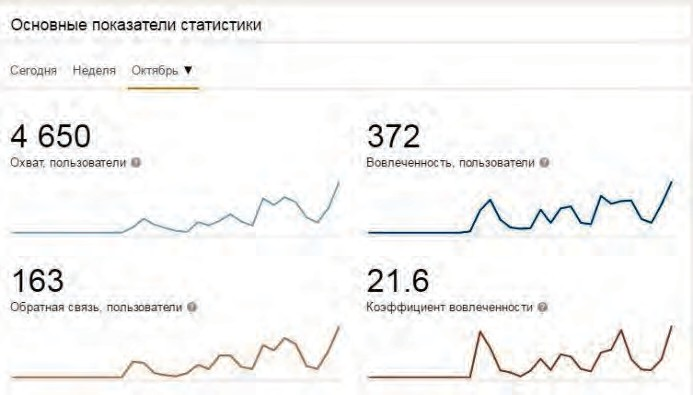 Основные показатели статистики
Сегодня Неделя Октябрь ▼
4 650
Охват, пользователи ?
372
Вовлеченность, пользователи ?
163
Обратная связь, пользователи ?
21.6
Коэффициент вовлеченности ?